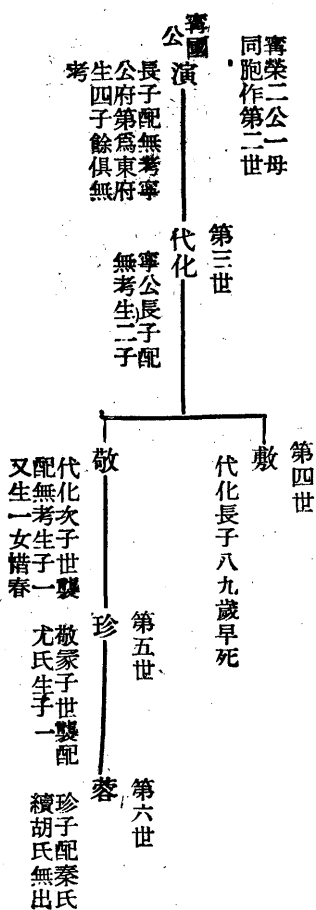 寗榮二公一母
同胞作第二世
寗國
公
演
長子配無考寧
公府第爲東府
生四子餘俱無
考
第三世
代化
寧公長子配
無考生二子
第四世
敷
代化長子八九歲早死
敬
代化次子世襲
配無考生子一
又生一女惜春
第五世
珍
敬冢子世襲配
尤氏生子一
第六世
蓉
珍子配秦氏
續胡氏無出